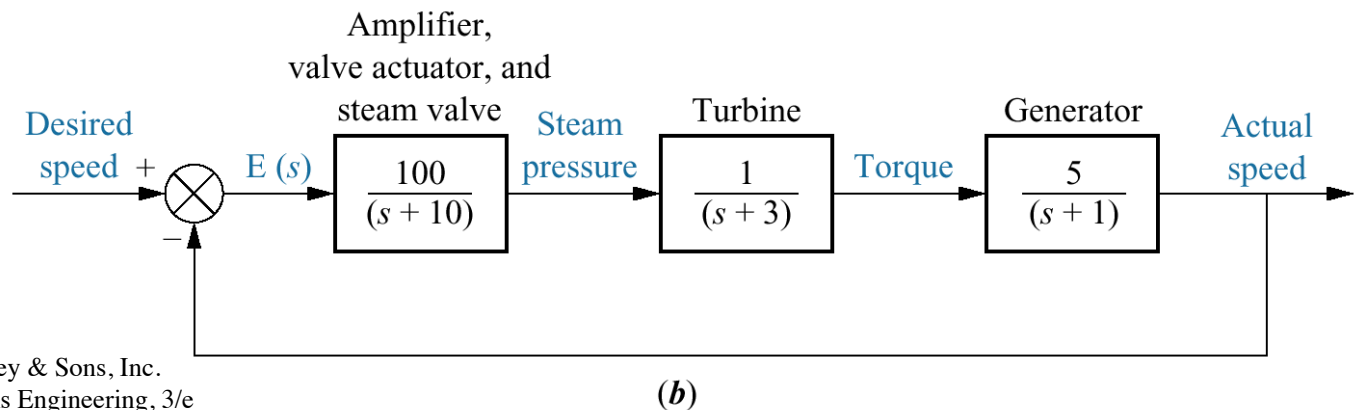 Amplifier,
valve actuator, and
steam valve
Desired
speed
+
−
E (s)
100
(s + 10)
Steam
pressure
Turbine
1
(s + 3)
Torque
Generator
5
(s + 1)
Actual
speed
ey & Sons, Inc.
s Engineering, 3/e
(b)